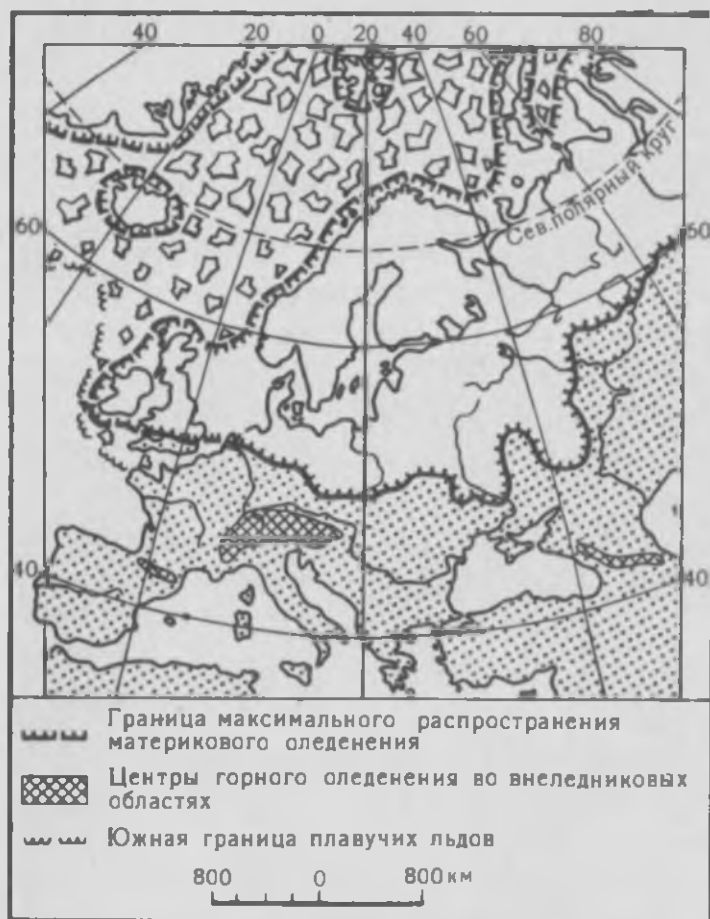 40 20 0 20 40 60 80
Сев. полярный круг
60 60
40 40
Граница максимального распространения
материкового оледенения
Центры горного оледенения во внеледниковых
областях
Южная граница плавучих льдов
800 0 800 км